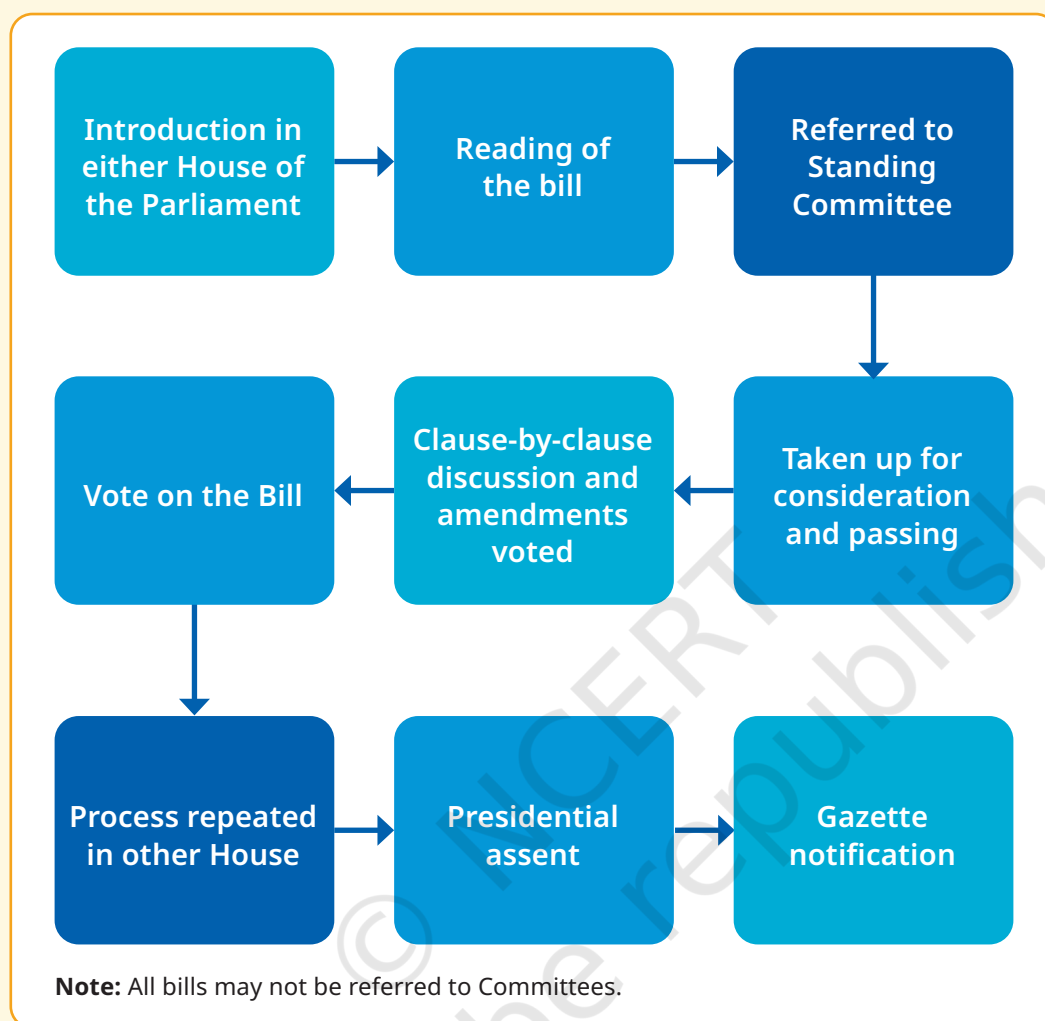 Introduction in
either House of
the Parliament
Reading of
the bill
Referred to
Standing
Committee
Taken up for
consideration
and passing
Clause-by-clause
discussion and
amendments
voted
Vote on the Bill
Process repeated
in other House
Presidential
assent
Gazette
notification
© NCERT
be republish
Note: All bills may not be referred to Committees.